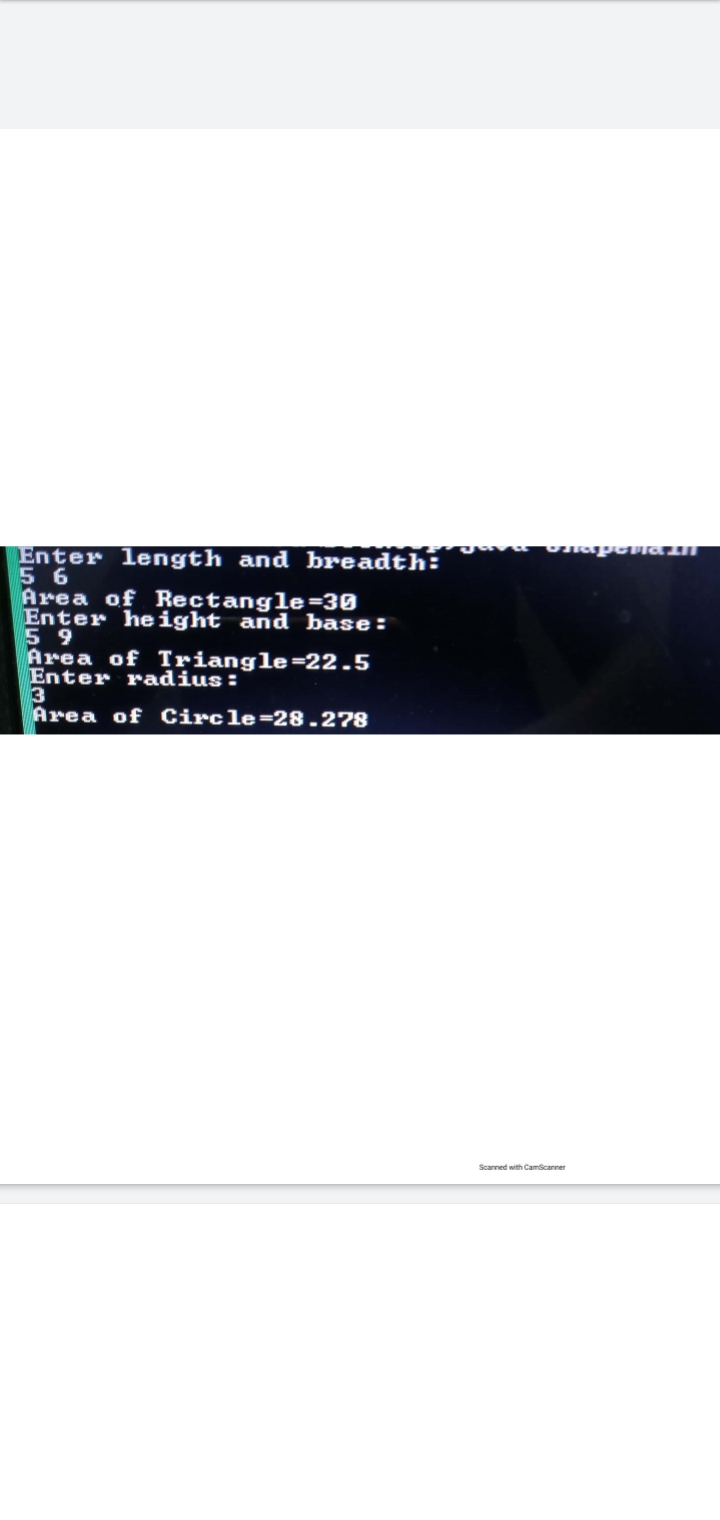 Enter length and breadth:
5 6
Area of Rectangle=30
Enter height and base:
5 9
Area of Triangle=22.5
Enter radius:
3
Area of Circle=28.278
Scanned with CamScanner